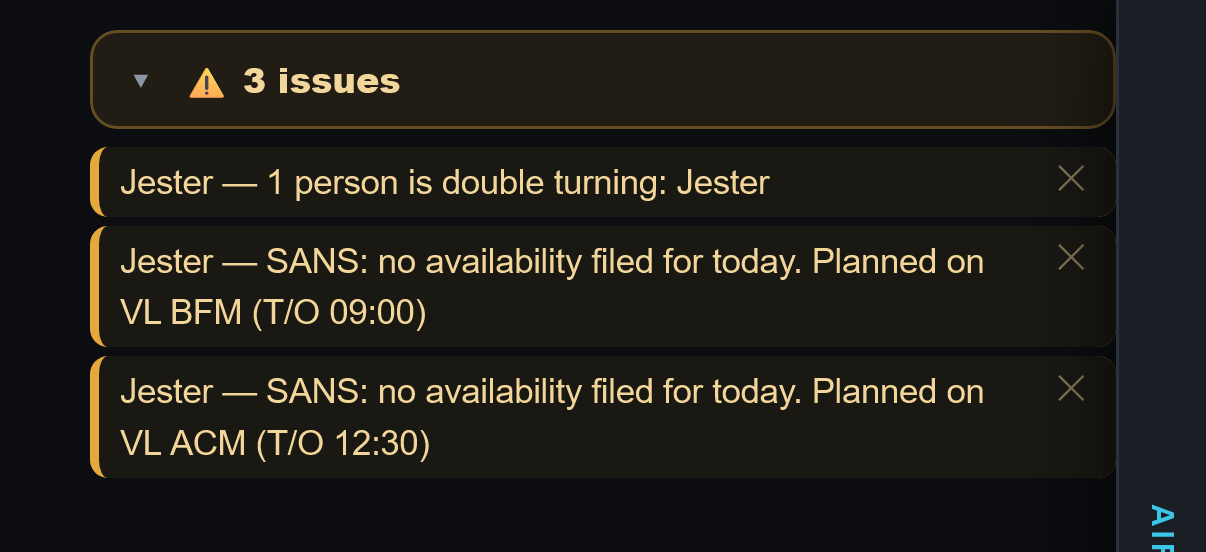 ▼ ⚠ 3 issues
Jester — 1 person is double turning: Jester
Jester — SANS: no availability filed for today. Planned on
VL BFM (T/O 09:00)
Jester — SANS: no availability filed for today. Planned on
VL ACM (T/O 12:30)